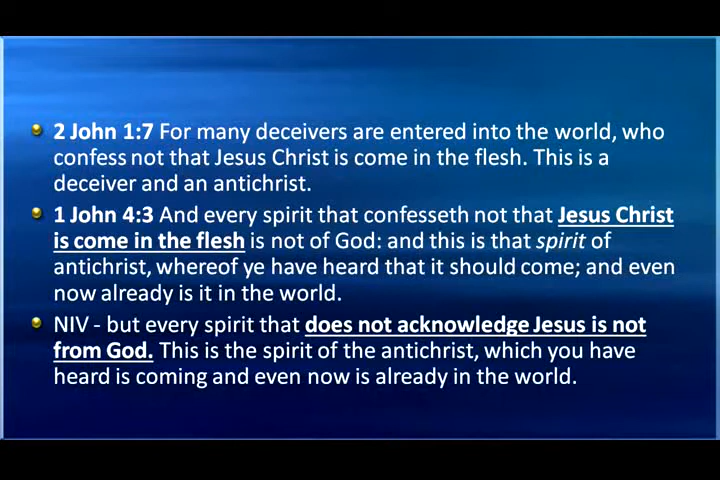 2 John 1:7 For many deceivers are entered into the world, who
confess not that Jesus Christ is come in the flesh. This is a
deceiver and an antichrist.
1 John 4:3 And every spirit that confesseth not that Jesus Christ
is come in the flesh is not of God: and this is that spirit of
antichrist, whereof ye have heard that it should come; and even
now already is it in the world.
NIV - but every spirit that does not acknowledge Jesus is not
from God. This is the spirit of the antichrist, which you have
heard is coming and even now is already in the world.